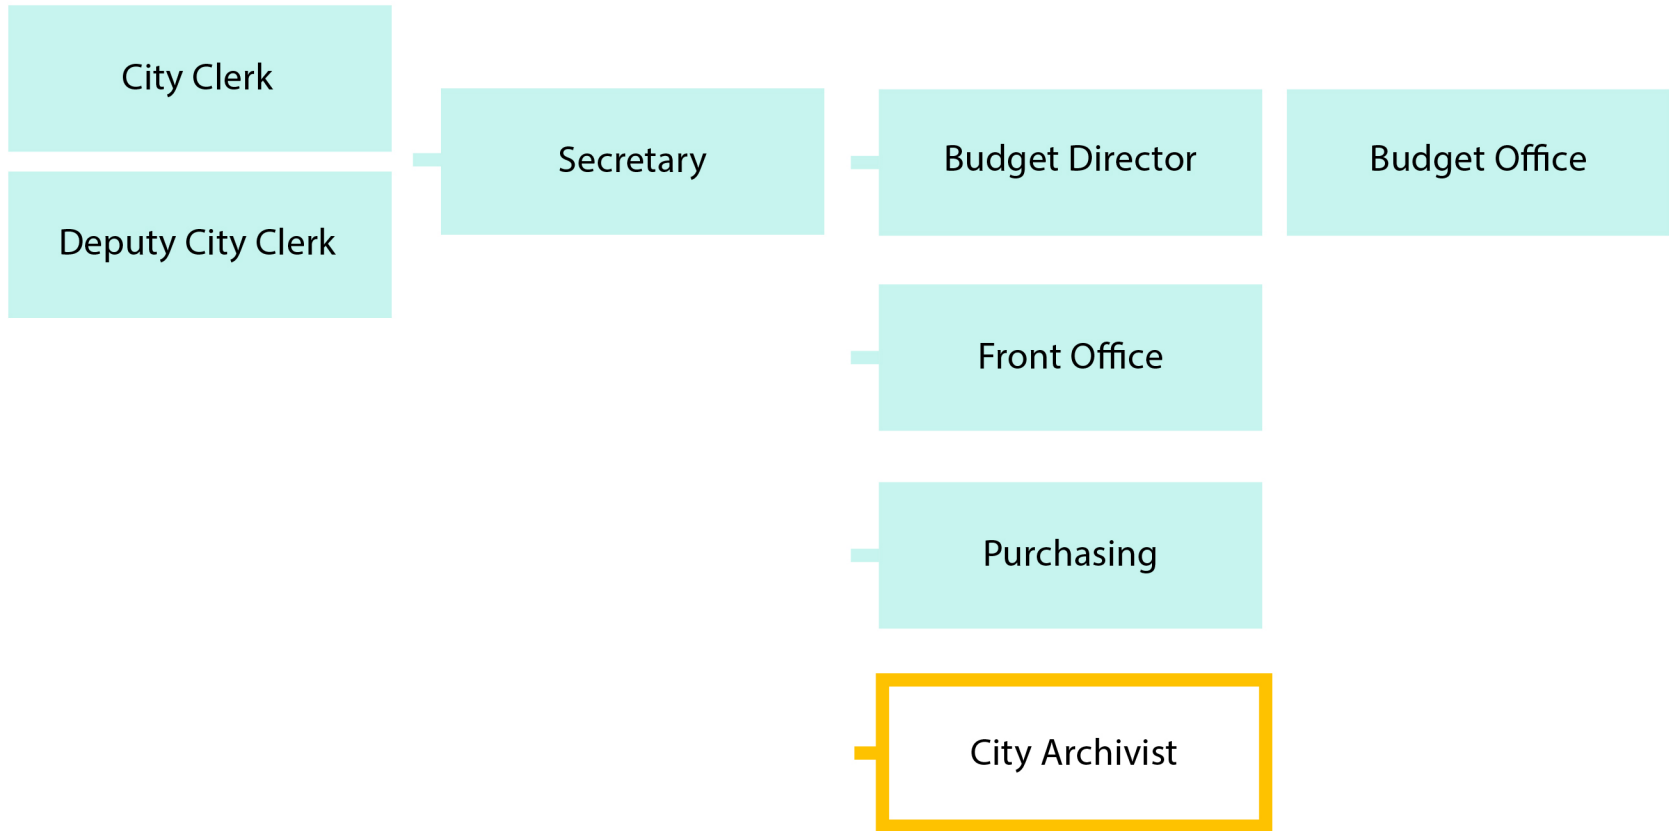 City Clerk
Deputy City Clerk
Secretary
Budget Director
Budget Office
Front Office
Purchasing
City Archivist